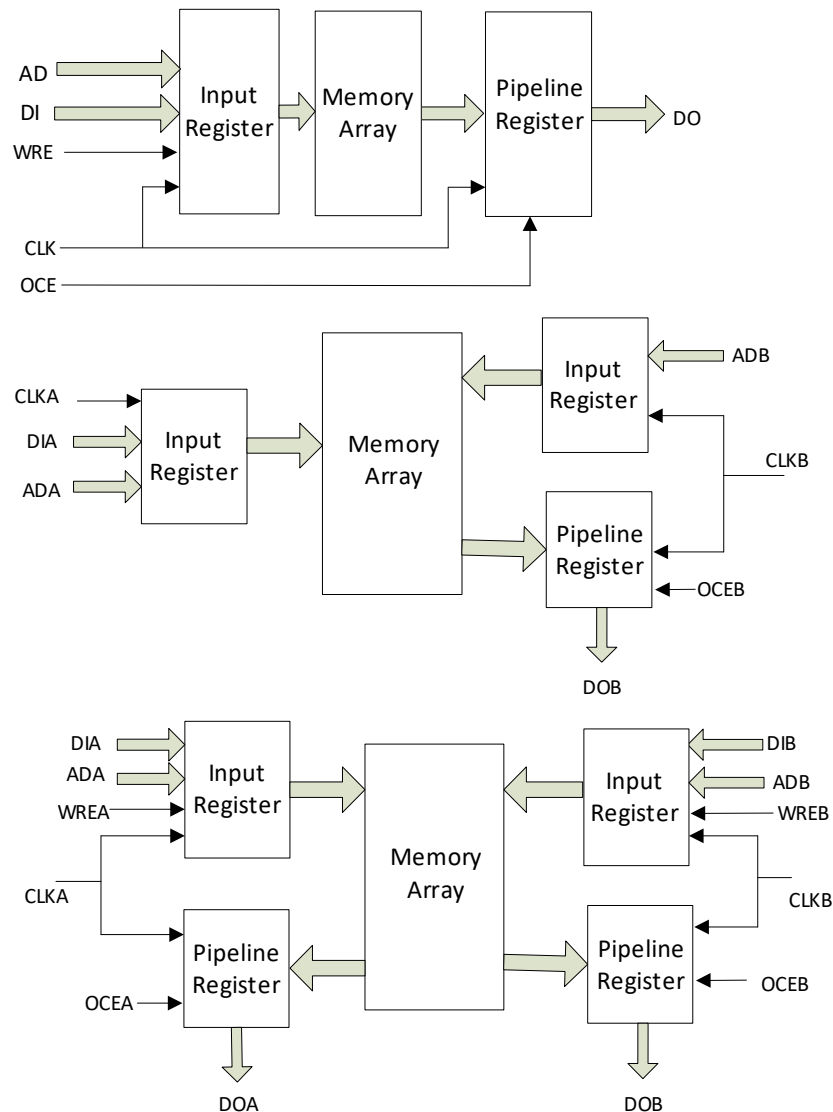 AD
DI
WRE
CLK
OCE
Input
Register
Memory
Array
Pipeline
Register
DO
CLKA
DIA
ADA
Input
Register
Memory
Array
Input
Register
ADB
CLKB
Pipeline
Register
OCEB
DOB
DIA
ADA
WREA
CLKA
OCEA
Input
Register
Pipeline
Register
DOA
Memory
Array
Input
Register
DIB
ADB
WREB
CLKB
Pipeline
Register
OCEB
DOB